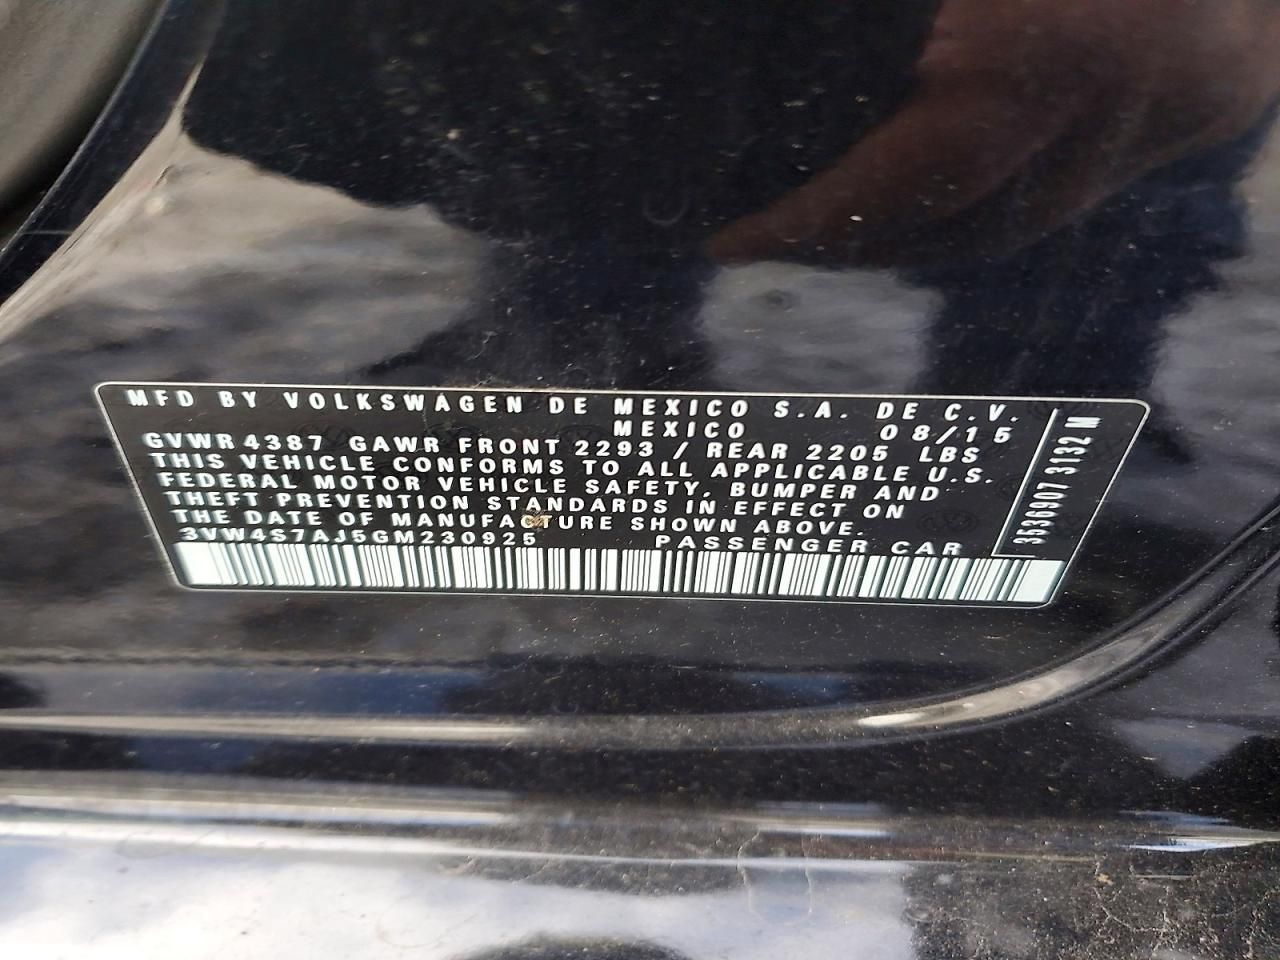 MFD BY VOLKSWAGEN DE MEXICO S.A. DE C.V.
MEXICO 08/15
GVWR 4387 GAWR FRONT 2293 / REAR 2205 LBS
THIS VEHICLE CONFORMS TO ALL APPLICABLE U.S.
FEDERAL MOTOR VEHICLE SAFETY, BUMPER AND
THEFT PREVENTION STANDARDS IN EFFECT ON
THE DATE OF MANUFACTURE SHOWN ABOVE.
3VW4S7AJ5GM230925 PASSENGER CAR
3530907 3132 M